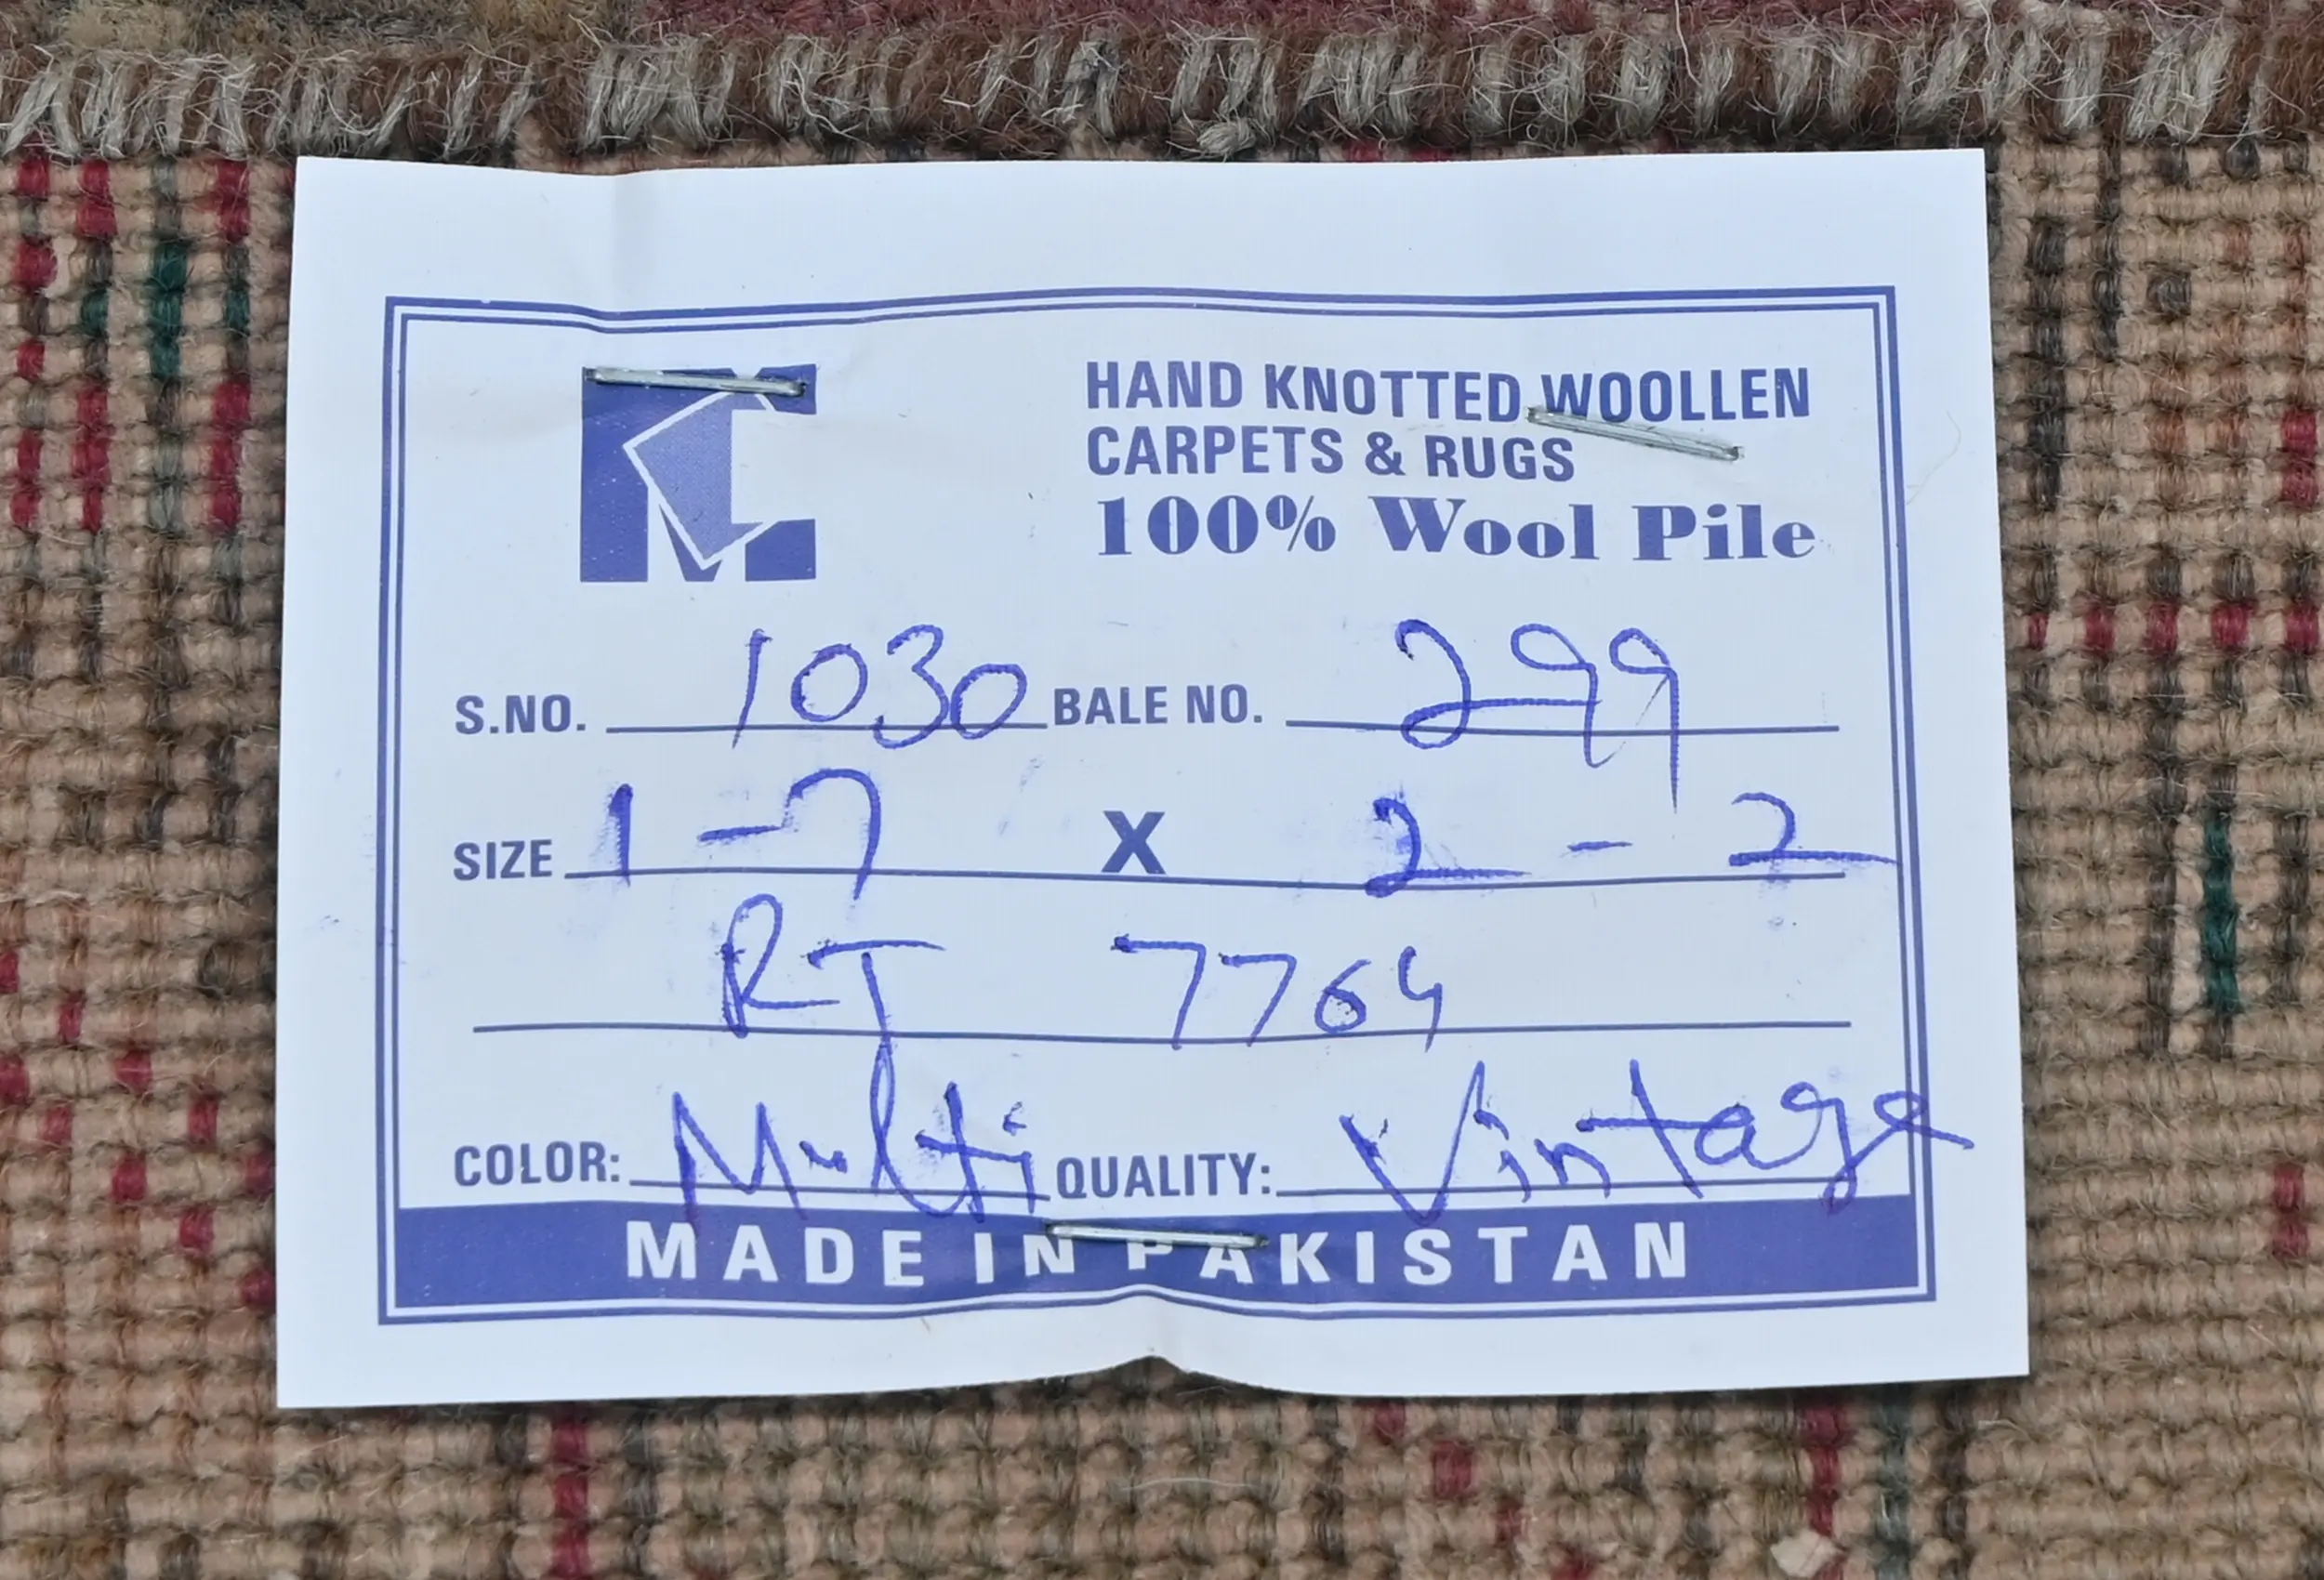 HAND KNOTTED WOOLLEN
CARPETS & RUGS
100% Wool Pile
S.NO. 1030 BALE NO. 299
SIZE 1-7 X 2-2
RT 7764
COLOR: Multi QUALITY: Vintage
MADE IN PAKISTAN